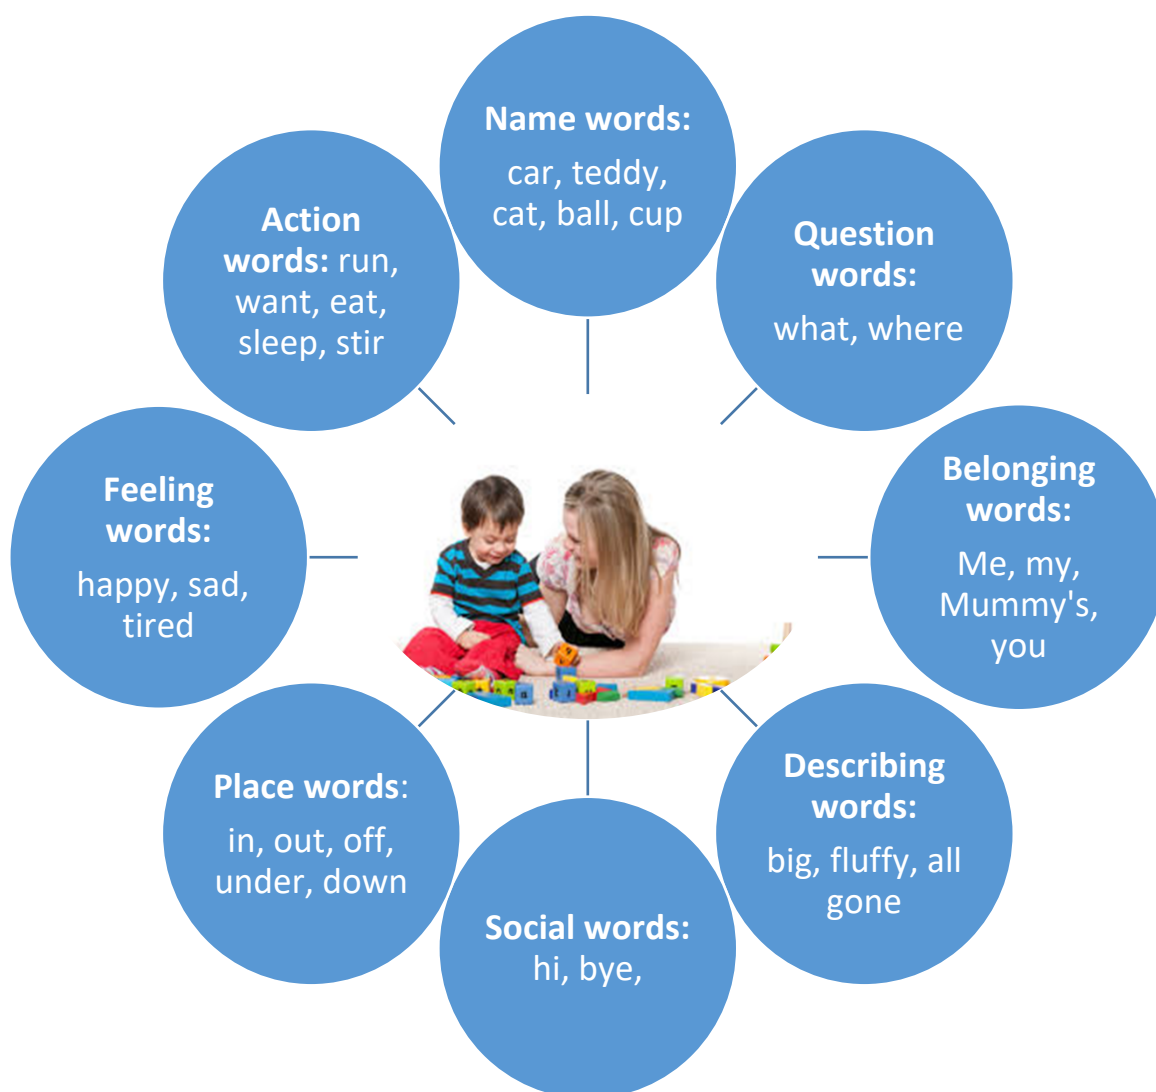 Name words:
car, teddy,
cat, ball, cup
Question
words:
what, where
Belonging
words:
Me, my,
Mummy's,
you
Describing
words:
big, fluffy, all
gone
Social words:
hi, bye,
Place words:
in, out, off,
under, down
Feeling
words:
happy, sad,
tired
Action
words: run,
want, eat,
sleep, stir